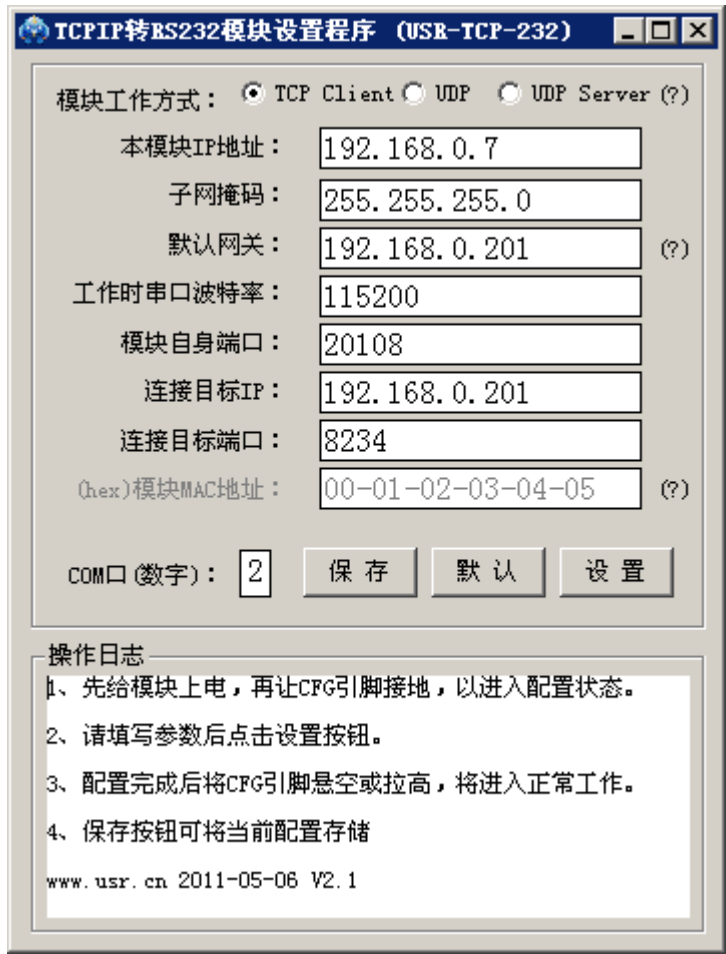 TCPIP转RS232模块设置程序 (USR-TCP-232)
模块工作方式： TCP Client UDP UDP Server (?)
本模块IP地址： 192.168.0.7
子网掩码： 255.255.255.0
默认网关： 192.168.0.201 (?)
工作时串口波特率： 115200
模块自身端口： 20108
连接目标IP： 192.168.0.201
连接目标端口： 8234
(hex)模块MAC地址： 00-01-02-03-04-05 (?)
COM口(数字)： 2 保存 默认 设置
操作日志
1、先给模块上电，再让CFG引脚接地，以进入配置状态。
2、请填写参数后点击设置按钮。
3、配置完成后将CFG引脚悬空或拉高，将进入正常工作。
4、保存按钮可将当前配置存储
www.usr.cn 2011-05-06 V2.1